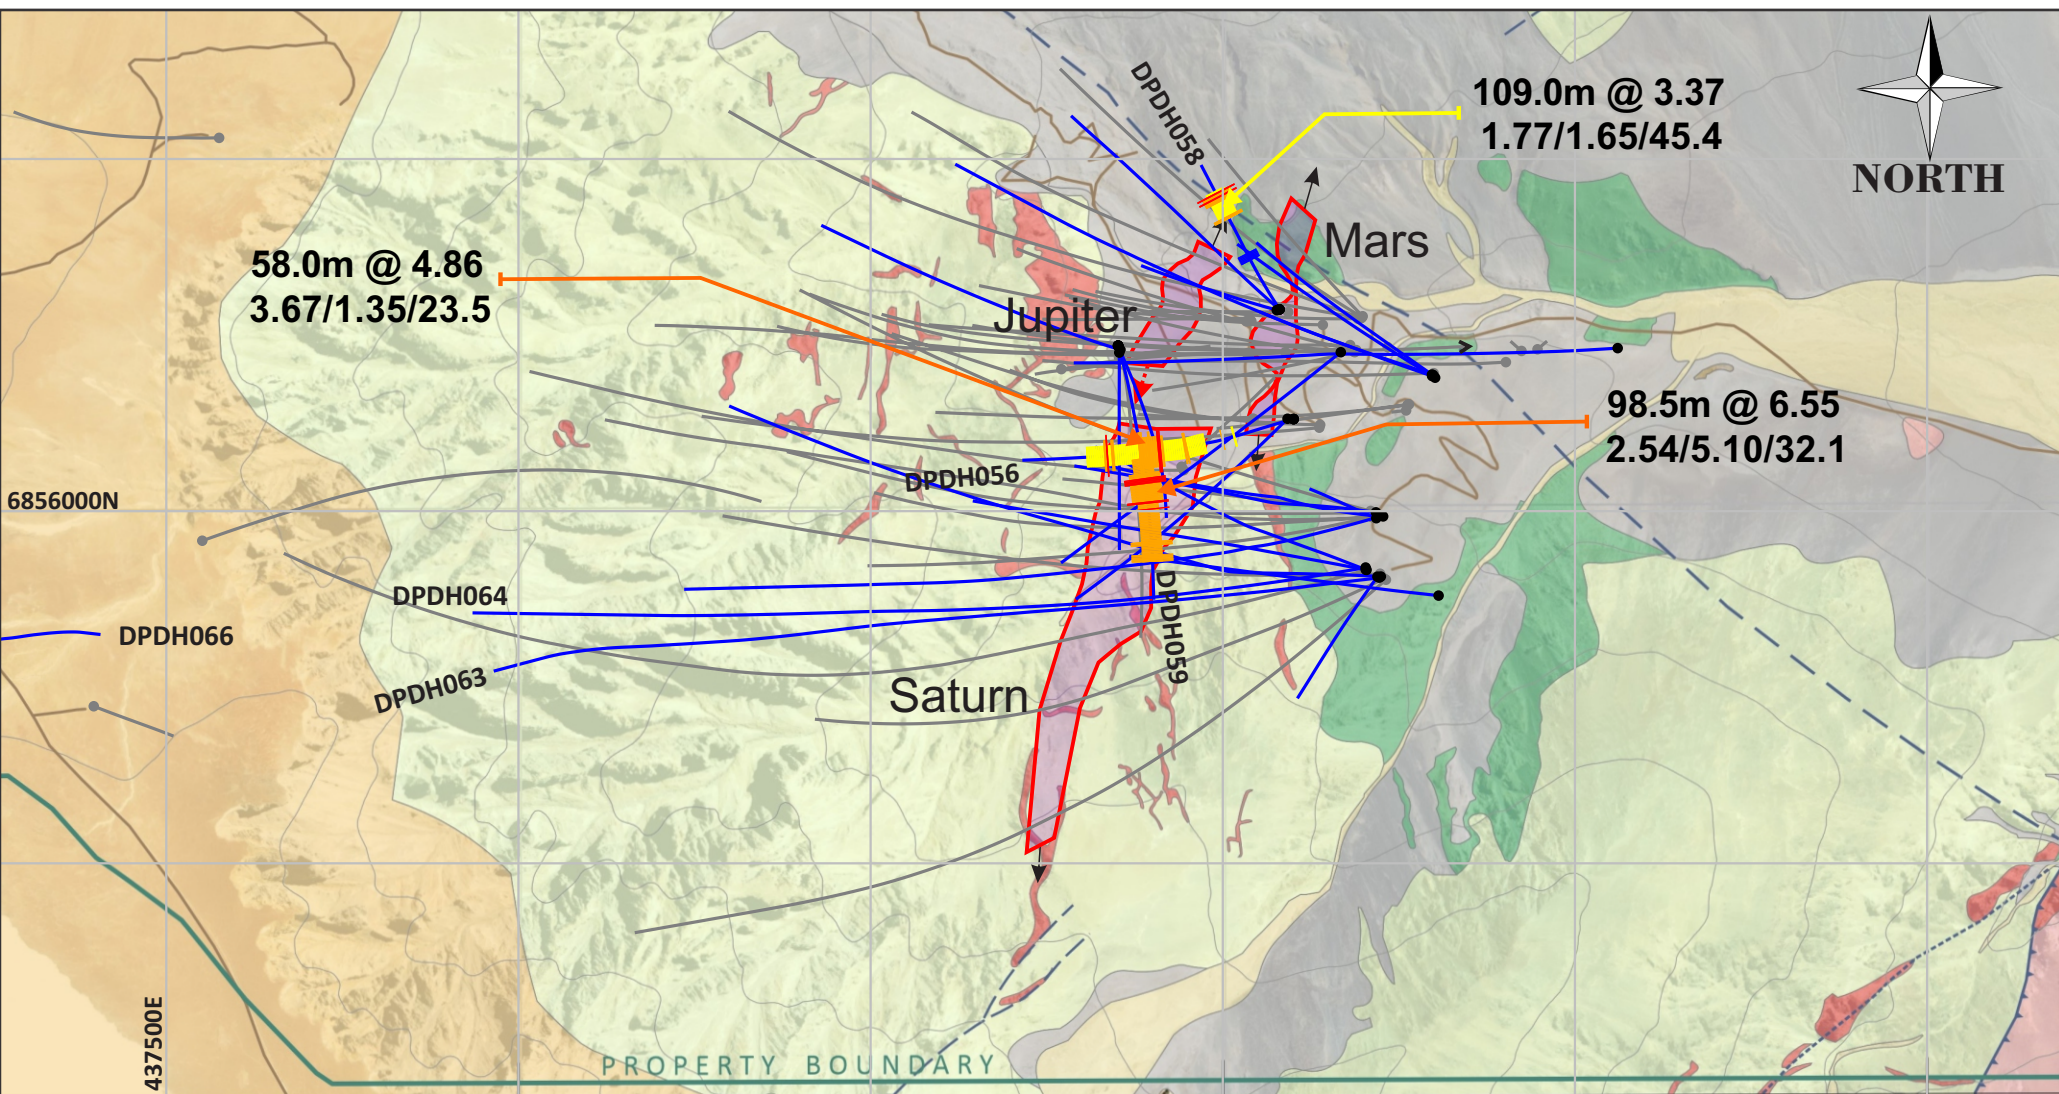 DPDH058
109.0m @ 3.37
1.77/1.65/45.4
NORTH
Mars
58.0m @ 4.86
3.67/1.35/23.5
Jupiter
98.5m @ 6.55
2.54/5.10/32.1
DPDH056
6856000N
DPDH064
DPDH066
DPDH059
DPDH063
Saturn
437500E
PROPERTY BOUNDARY